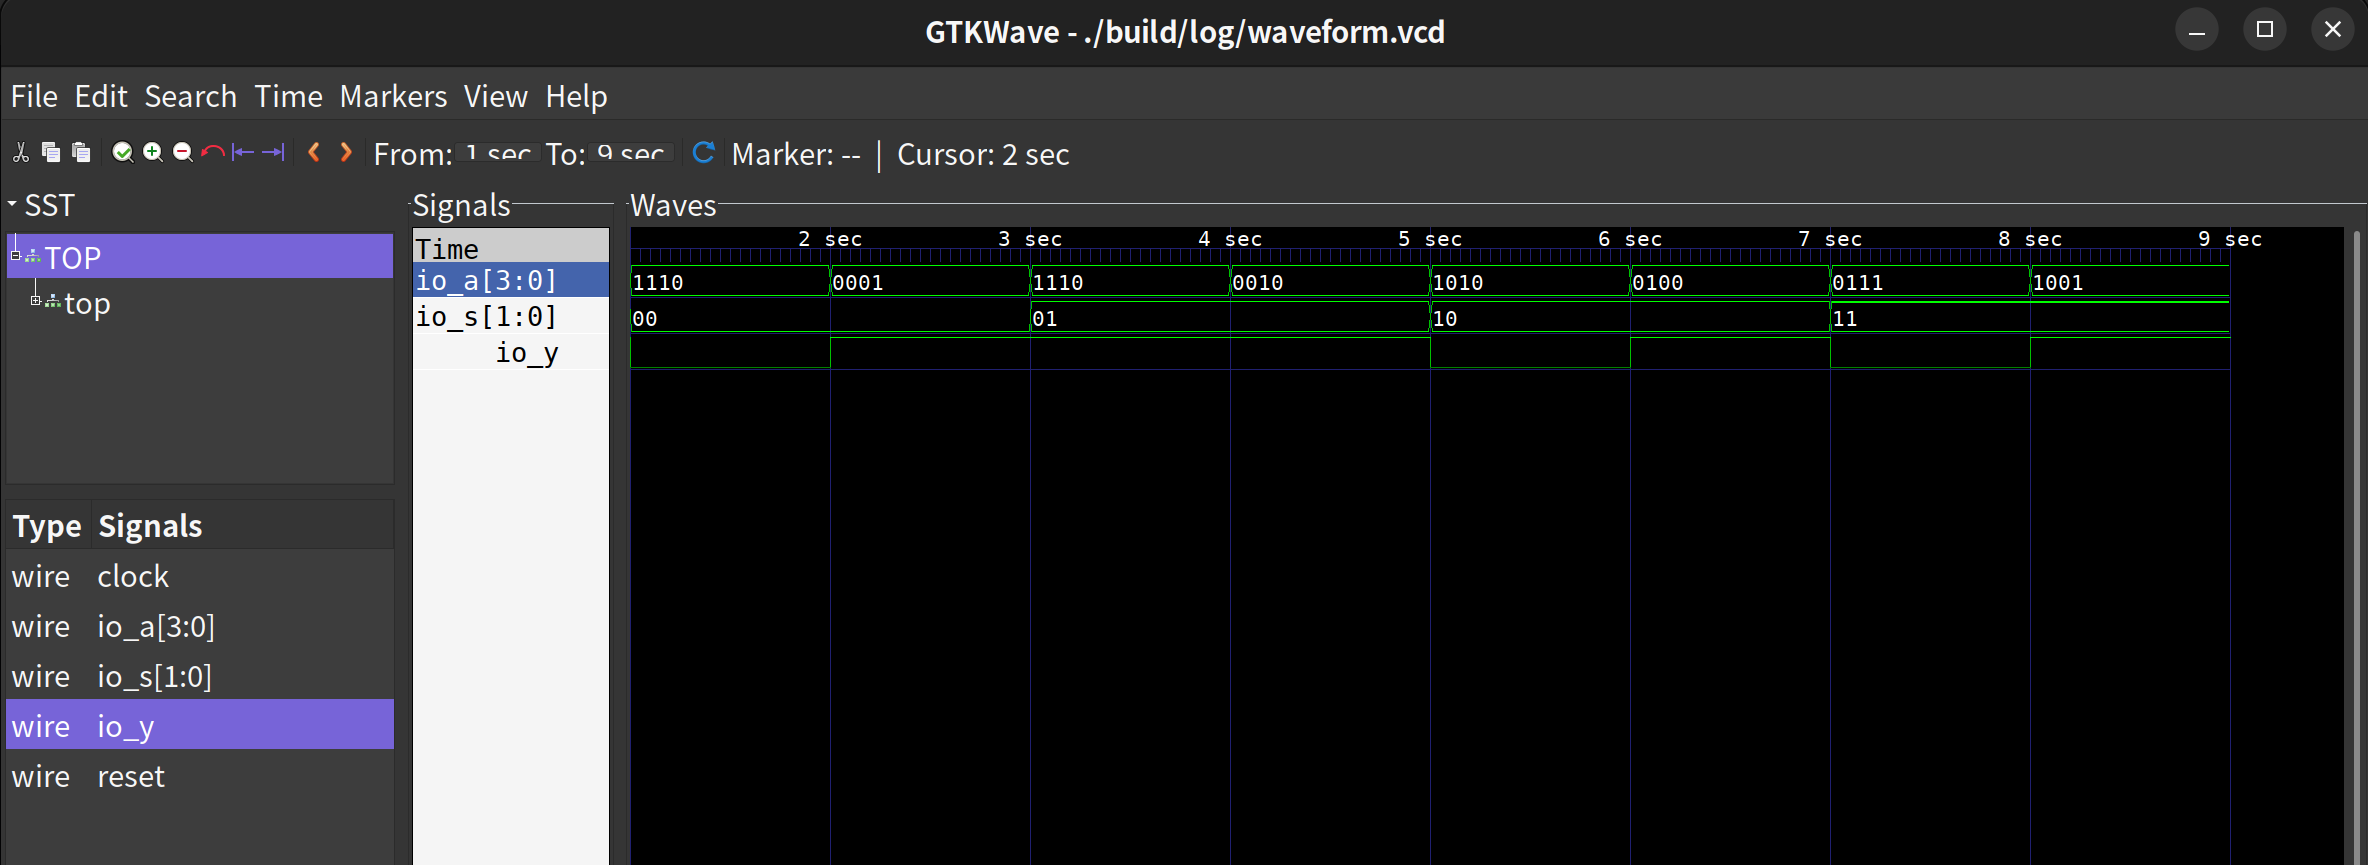 GTKWave - ./build/log/waveform.vcd
File Edit Search Time Markers View Help
From: 1 sec To: 9 sec Marker: -- | Cursor: 2 sec
SST
TOP
top
Type Signals
wire clock
wire io_a[3:0]
wire io_s[1:0]
wire io_y
wire reset
Signals
Time
io_a[3:0]
io_s[1:0]
io_y
Waves
2 sec 3 sec 4 sec 5 sec 6 sec 7 sec 8 sec 9 sec
1110 0001 1110 0010 1010 0100 0111 1001
00 01 10 11